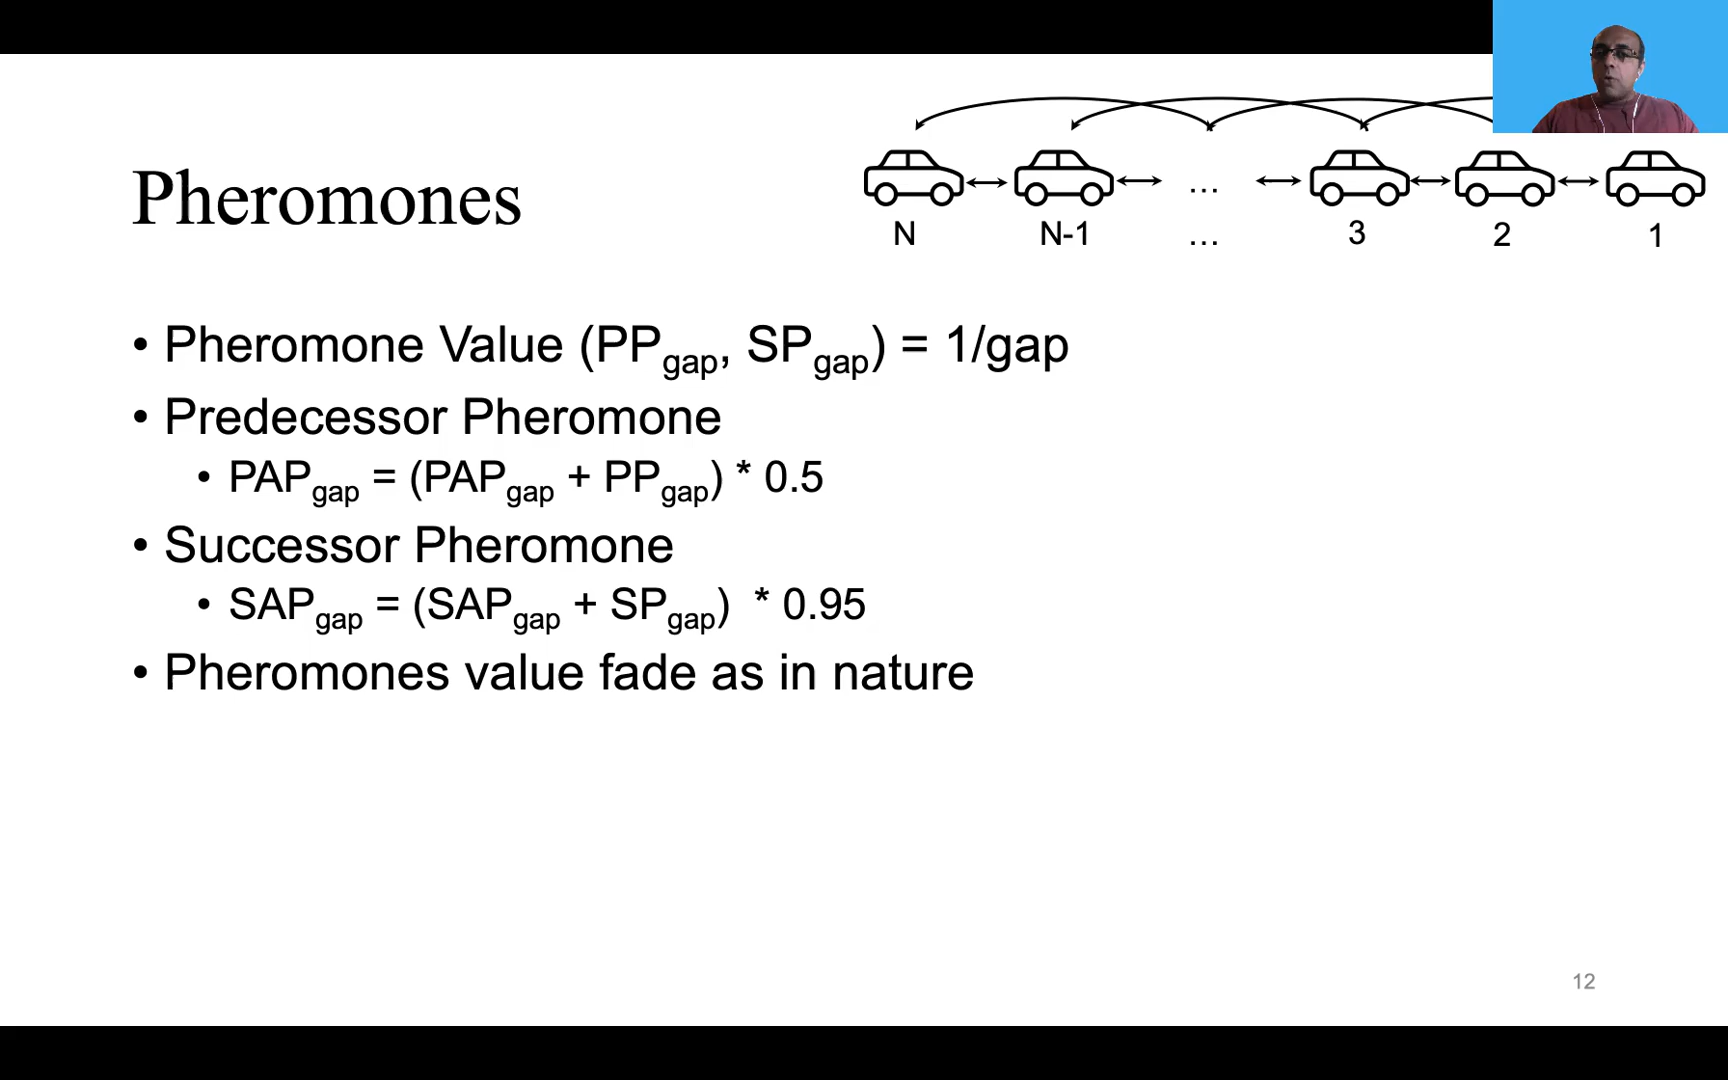 Pheromones
N N-1 ... ... 3 2 1
• Pheromone Value (PPgap, SPgap) = 1/gap
• Predecessor Pheromone
• PAPgap = (PAPgap + PPgap) * 0.5
• Successor Pheromone
• SAPgap = (SAPgap + SPgap) * 0.95
• Pheromones value fade as in nature
12